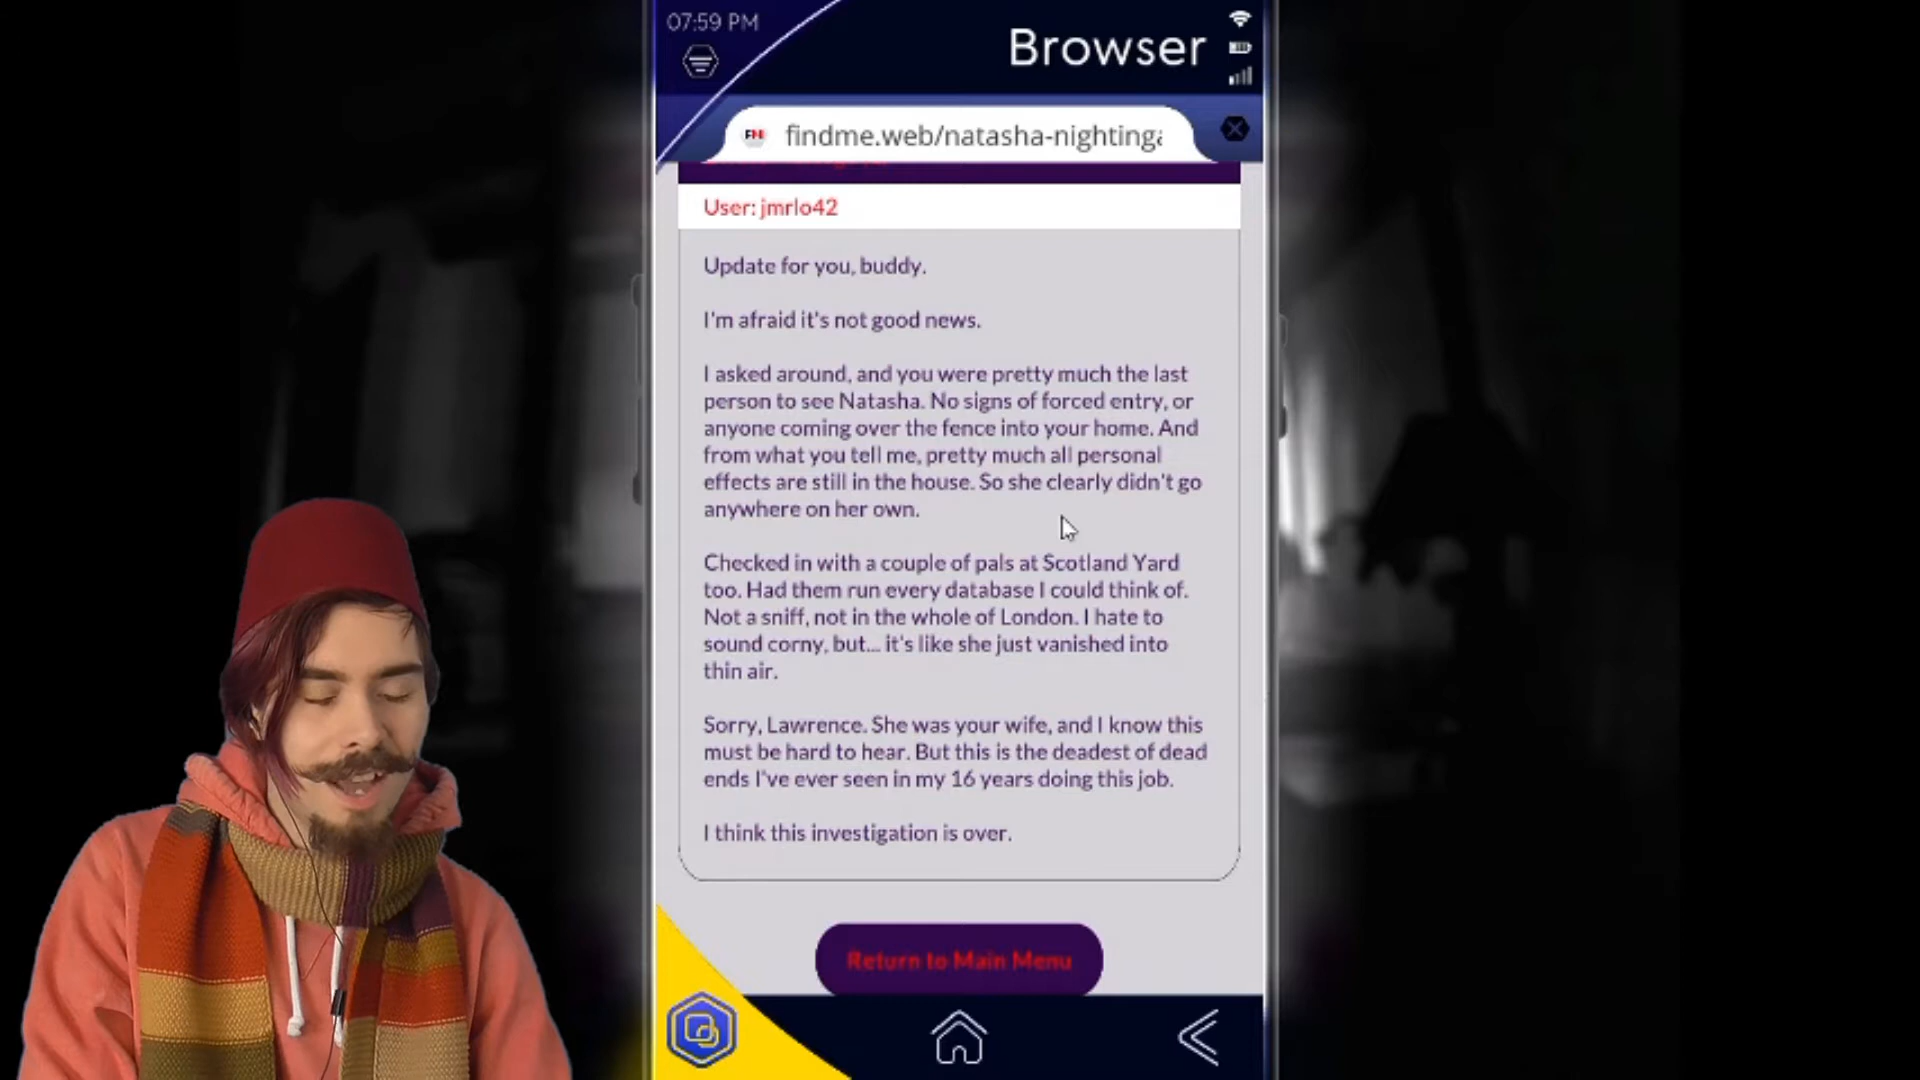 07:59 PM
Browser
FM
findme.web/natasha-nightinga
User: jmrlo42
Update for you, buddy.
I'm afraid it's not good news.
I asked around, and you were pretty much the last
person to see Natasha. No signs of forced entry, or
anyone coming over the fence into your home. And
from what you tell me, pretty much all personal
effects are still in the house. So she clearly didn't go
anywhere on her own.
Checked in with a couple of pals at Scotland Yard
too. Had them run every database I could think of.
Not a sniff, not in the whole of London. I hate to
sound corny, but... it's like she just vanished into
thin air.
Sorry, Lawrence. She was your wife, and I know this
must be hard to hear. But this is the deadest of dead
ends I've ever seen in my 16 years doing this job.
I think this investigation is over.
Return to Main Menu